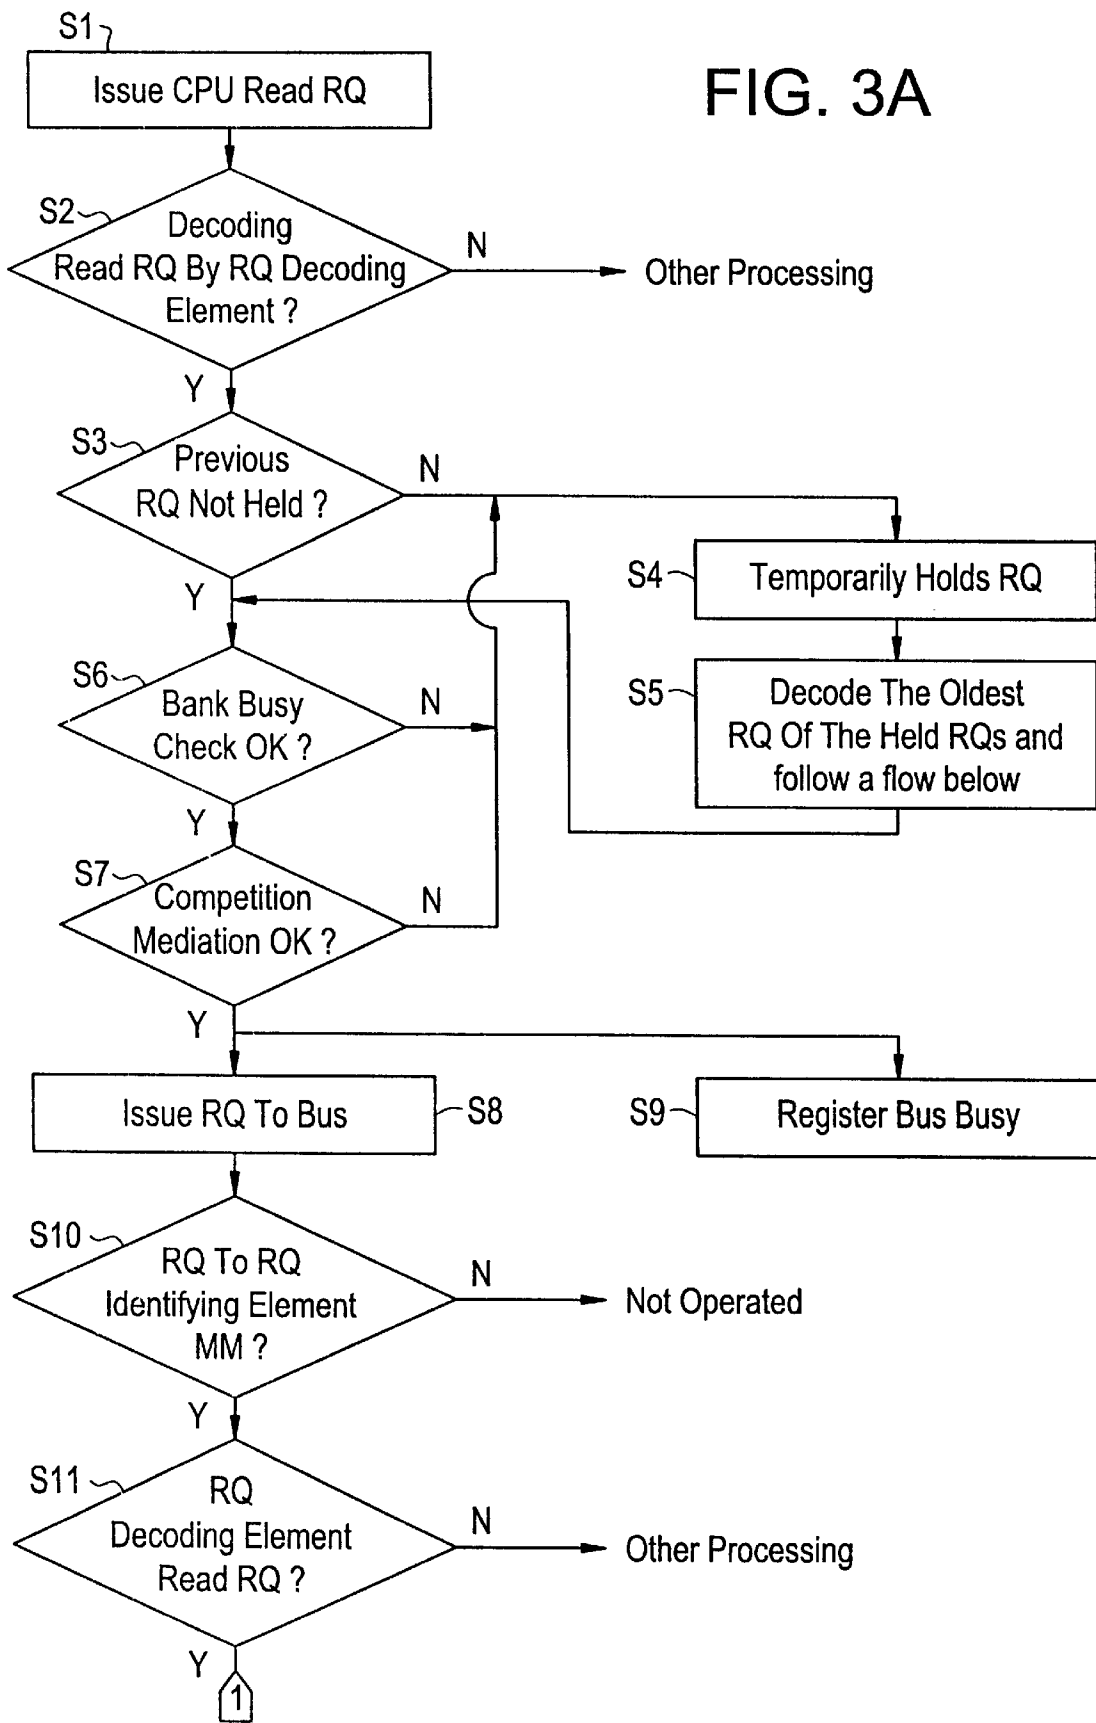 FIG. 3A
S1
Issue CPU Read RQ
S2
Decoding
Read RQ By RQ Decoding
Element ?
N
Other Processing
Y
S3
Previous
RQ Not Held ?
N
Y
S4
Temporarily Holds RQ
S5
Decode The Oldest
RQ Of The Held RQs and
follow a flow below
S6
Bank Busy
Check OK ?
N
Y
S7
Competition
Mediation OK ?
N
Y
Issue RQ To Bus
S8
S9
Register Bus Busy
S10
RQ To RQ
Identifying Element
MM ?
N
Not Operated
Y
S11
RQ
Decoding Element
Read RQ ?
N
Other Processing
Y
1